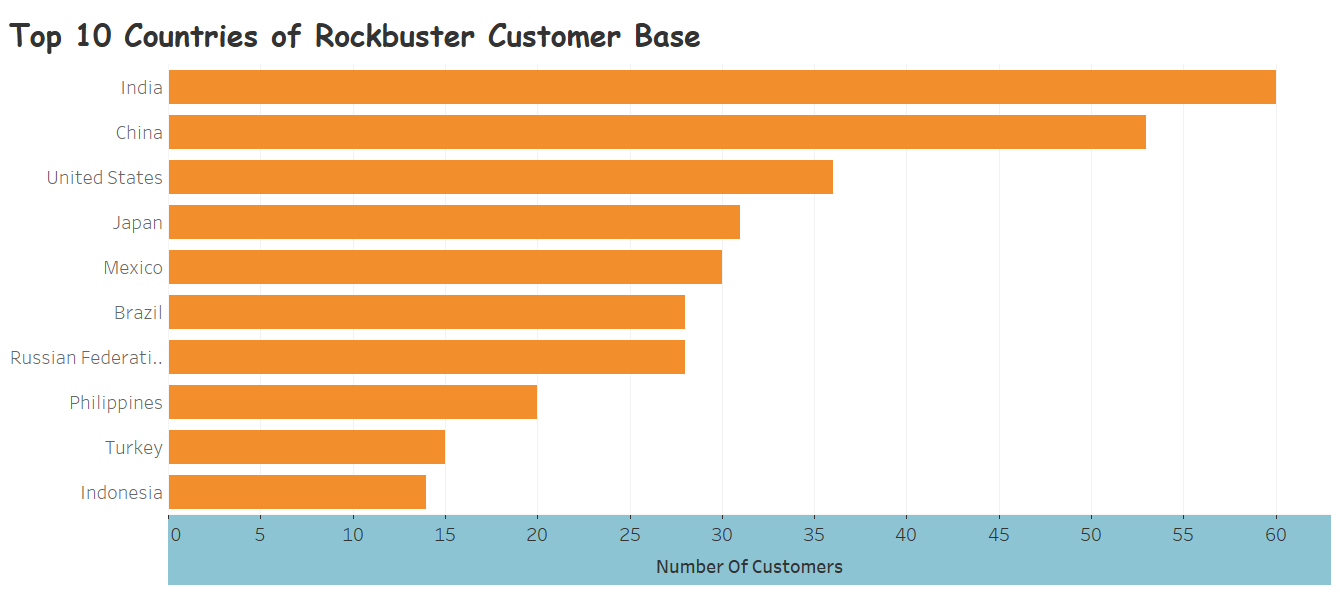 Top 10 Countries of Rockbuster Customer Base
India
China
United States
Japan
Mexico
Brazil
Russian Federati..
Philippines
Turkey
Indonesia
0 5 10 15 20 25 30 35 40 45 50 55 60
Number Of Customers